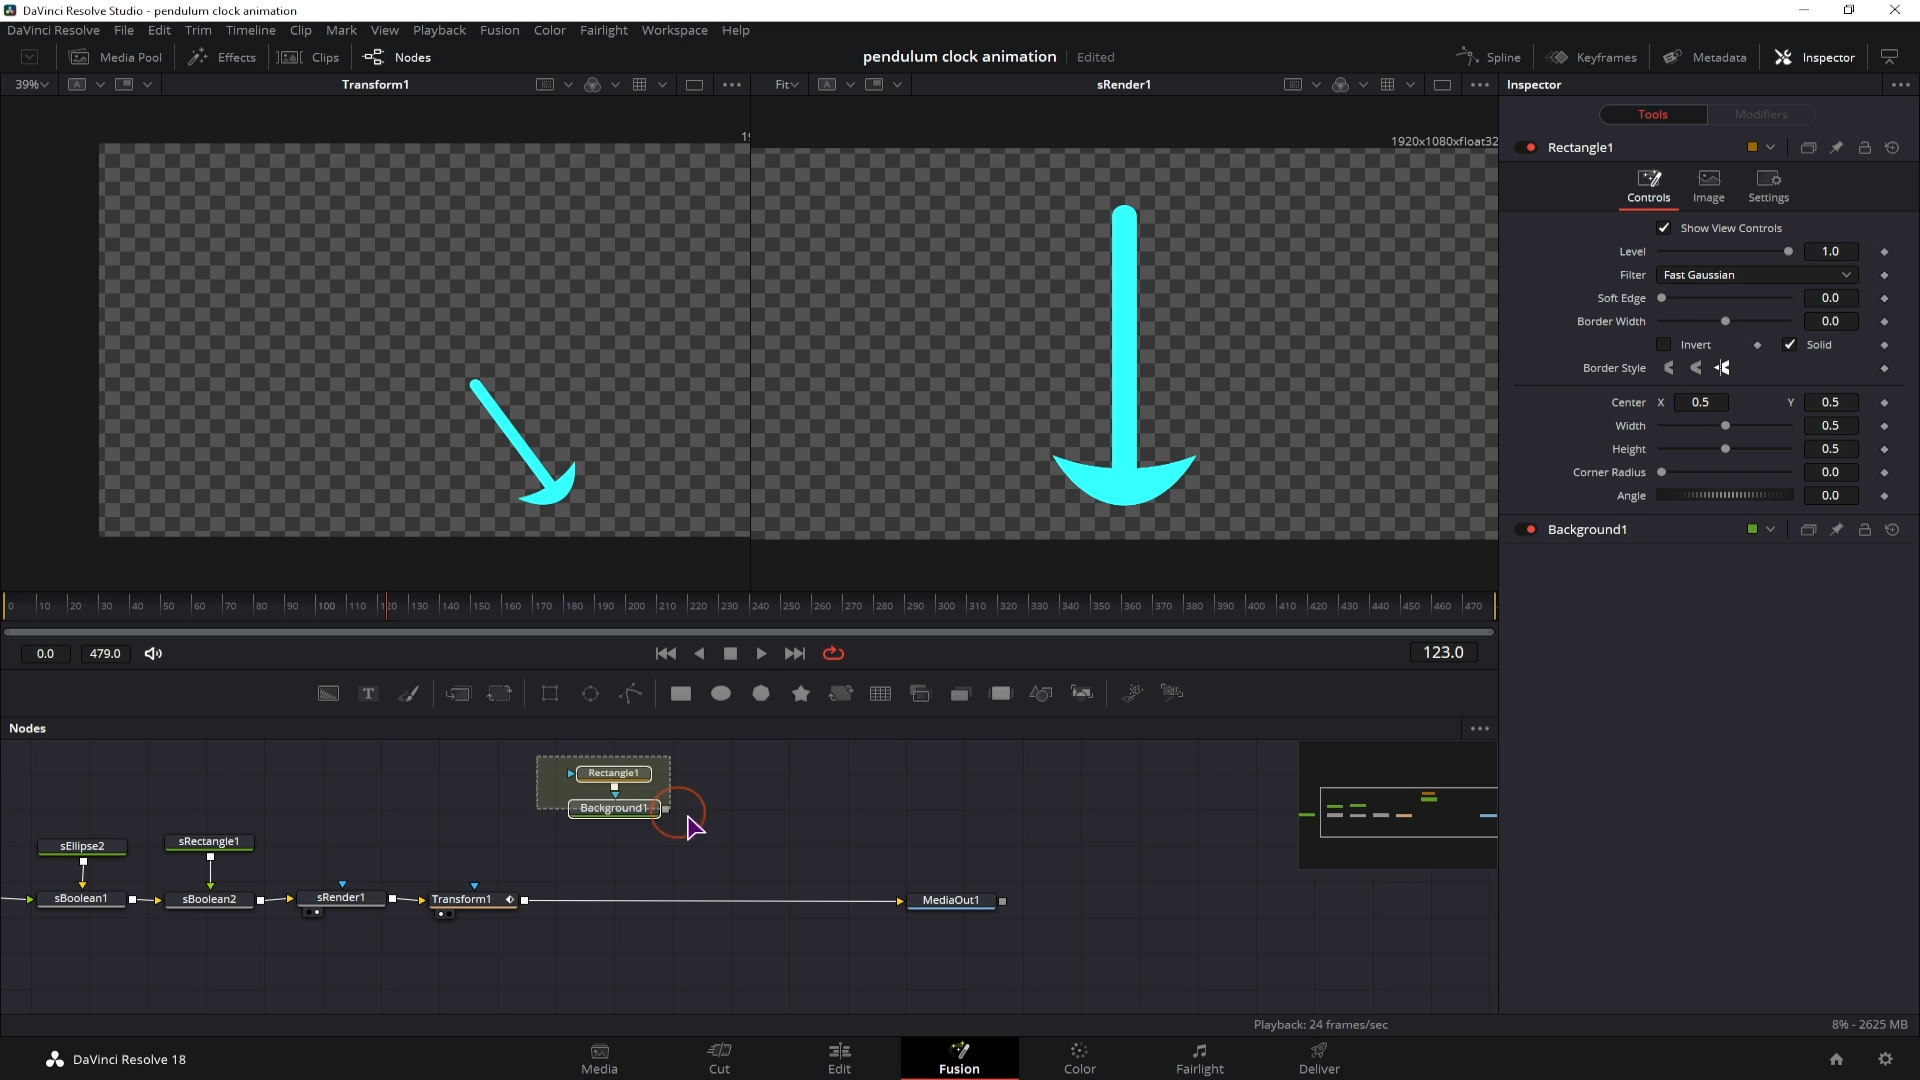 DaVinci Resolve Studio - pendulum clock animation
DaVinci Resolve File Edit Trim Timeline Clip Mark View Playback Fusion Color Fairlight Workspace Help
Media Pool Effects Clips Nodes pendulum clock animation Edited Spline Keyframes Metadata Inspector
39% A Transform1 Fit A sRender1 Inspector
Tools Modifiers
1920x1080xfloat32
Rectangle1
Controls Image Settings
Show View Controls
Level 1.0
Filter Fast Gaussian
Soft Edge 0.0
Border Width 0.0
Invert Solid
Border Style
Center X 0.5 Y 0.5
Width 0.5
Height 0.5
Corner Radius 0.0
Angle 0.0
Background1
0 10 20 30 40 50 60 70 80 90 100 110 120 130 140 150 160 170 180 190 200 210 220 230 240 250 260 270 280 290 300 310 320 330 340 350 360 370 380 390 400 410 420 430 440 450 460 470
0.0 479.0 123.0
T
Nodes
Rectangle1
Background1
sEllipse2 sRectangle1
sBoolean1 sBoolean2 sRender1 Transform1 MediaOut1
Playback: 24 frames/sec 8% - 2625 MB
DaVinci Resolve 18 Media Cut Edit Fusion Color Fairlight Deliver